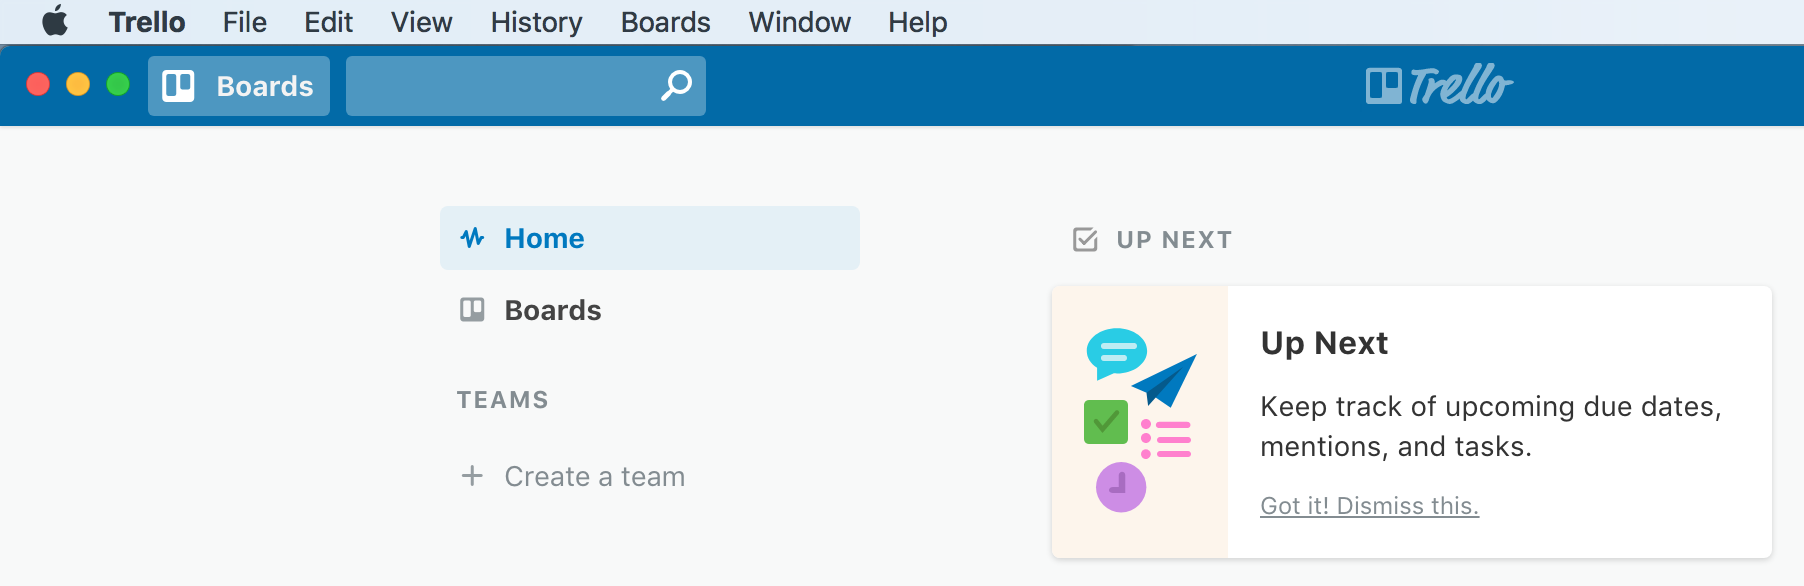 Trello File Edit View History Boards Window Help
Boards
Trello
Home
Boards
TEAMS
+ Create a team
UP NEXT
Up Next
Keep track of upcoming due dates,
mentions, and tasks.
Got it! Dismiss this.